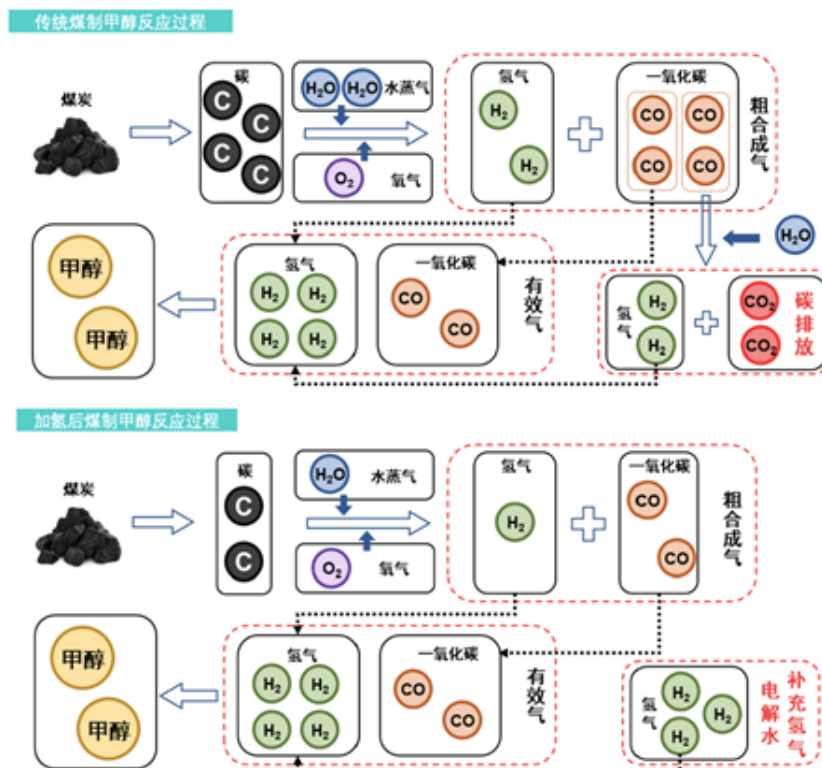 传统煤制甲醇反应过程
煤炭
碳
C
C
C
C
H₂O H₂O 水蒸气
O₂ 氧气
氢气
H₂
H₂
一氧化碳
CO CO
CO CO
粗合成气
H₂O
甲醇
甲醇
氢气
H₂ H₂
H₂ H₂
一氧化碳
CO
CO
有效气
氢气
H₂
H₂
CO₂
CO₂
碳排放
加氢后煤制甲醇反应过程
煤炭
碳
C
C
H₂O 水蒸气
O₂ 氧气
氢气
H₂
一氧化碳
CO
CO
粗合成气
甲醇
甲醇
氢气
H₂ H₂
H₂ H₂
一氧化碳
CO
CO
有效气
氢气
H₂
H₂
H₂
电解水
补充氢气